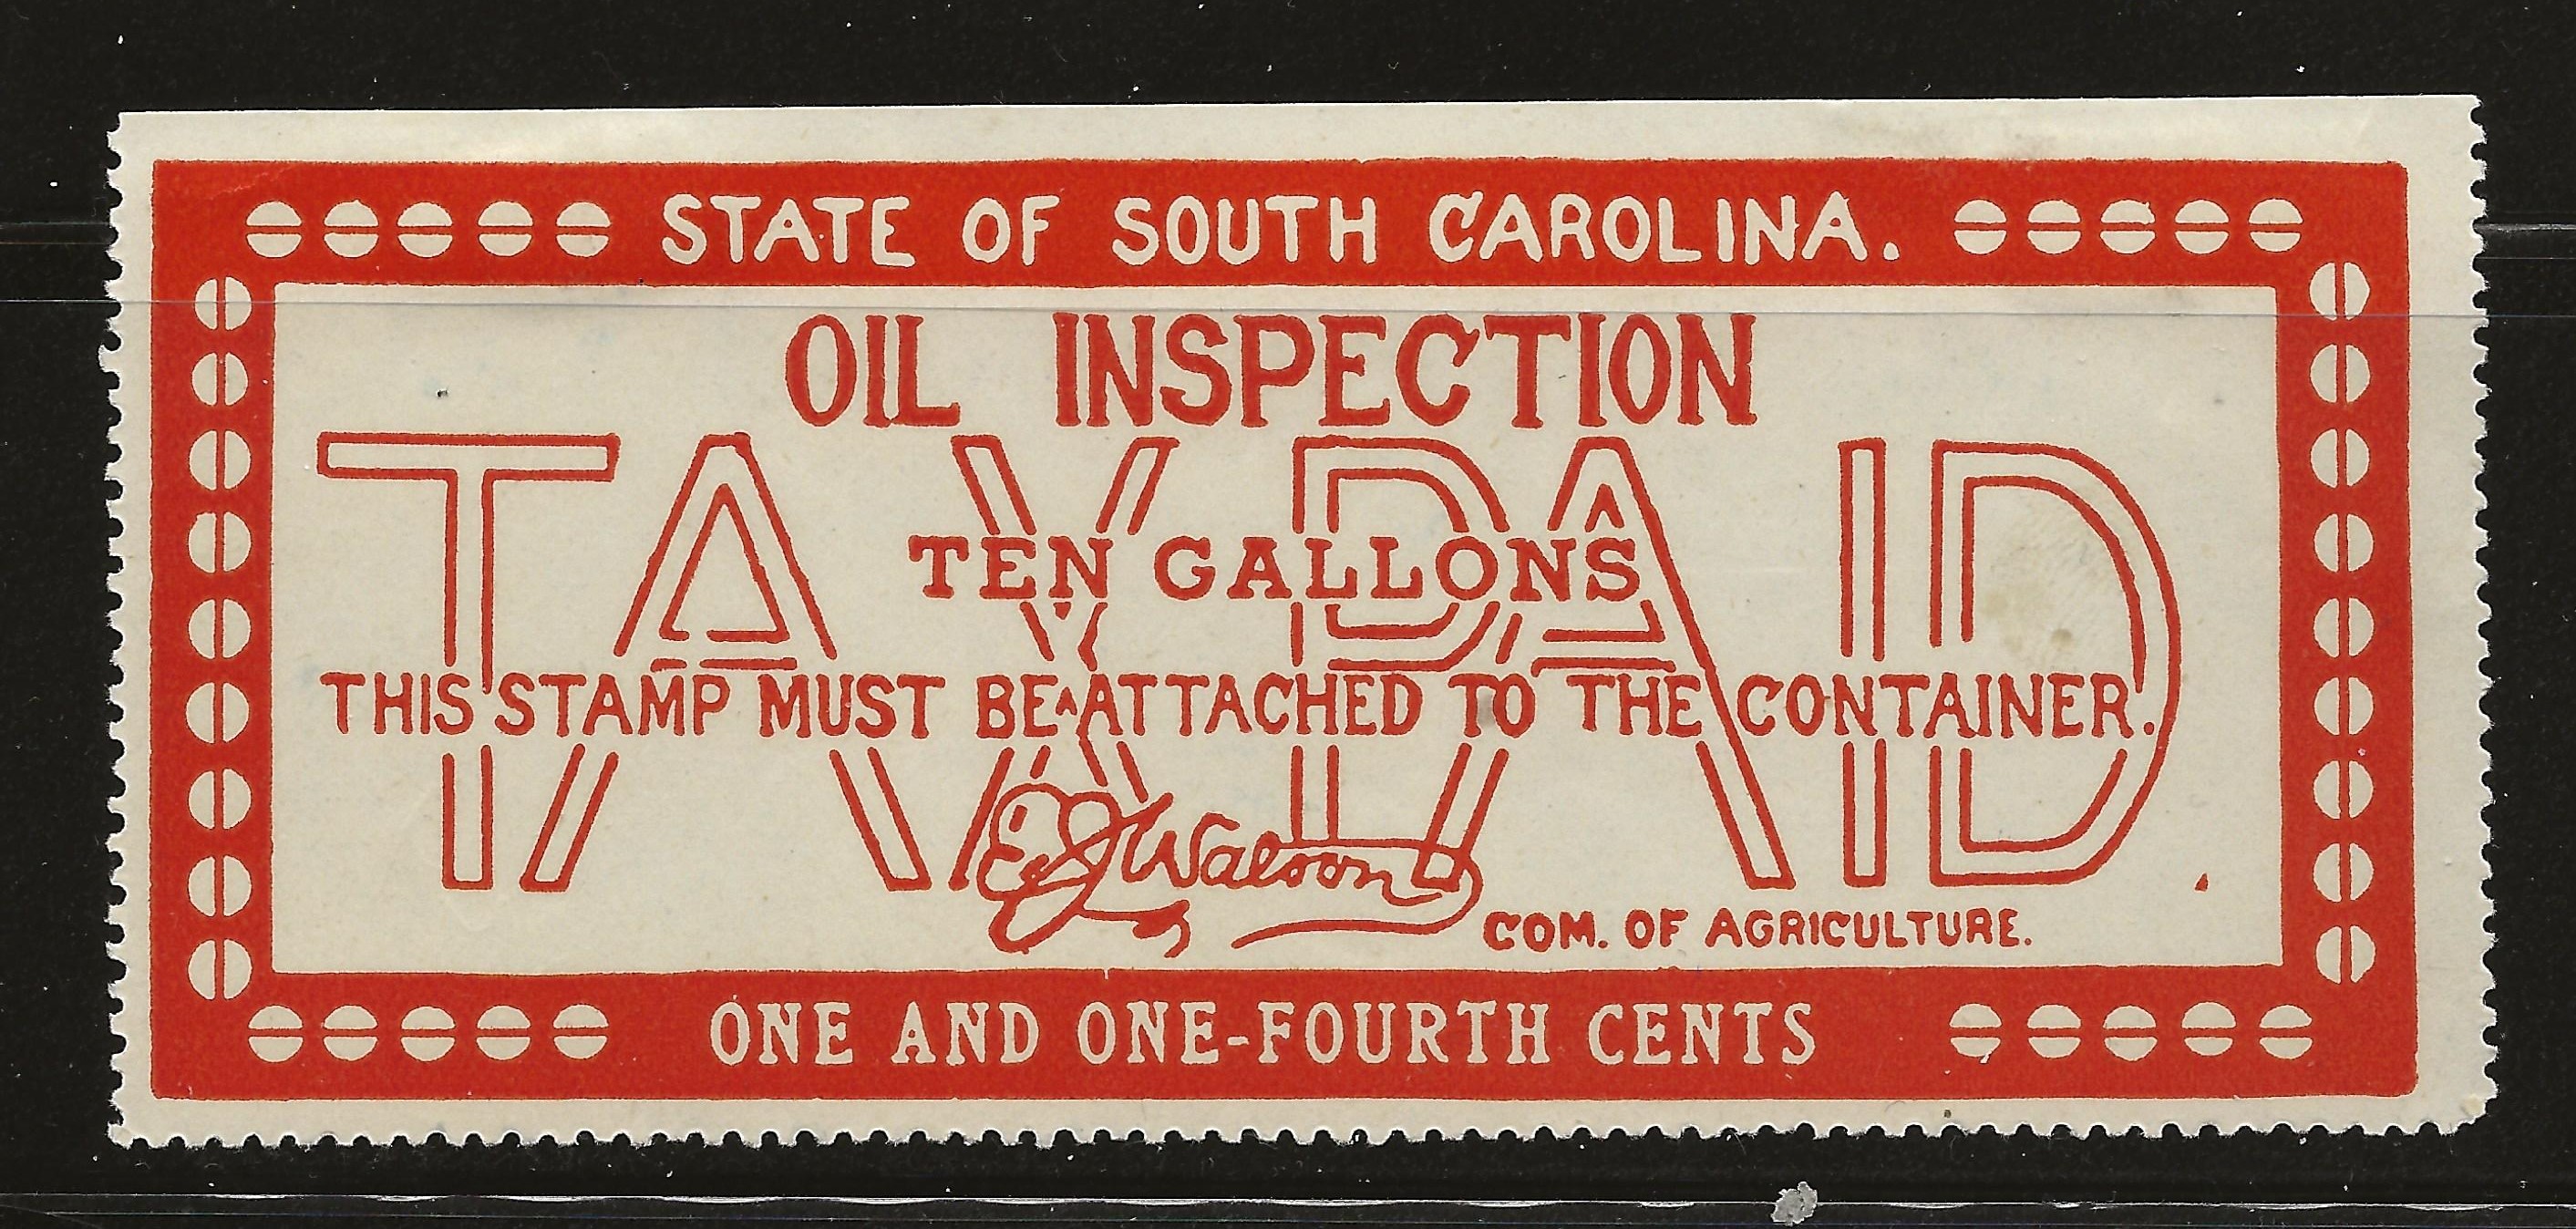 STATE OF SOUTH CAROLINA.
OIL INSPECTION
TAX PAID
TEN GALLONS
THIS STAMP MUST BE ATTACHED TO THE CONTAINER.
E J Watson
COM. OF AGRICULTURE.
ONE AND ONE-FOURTH CENTS